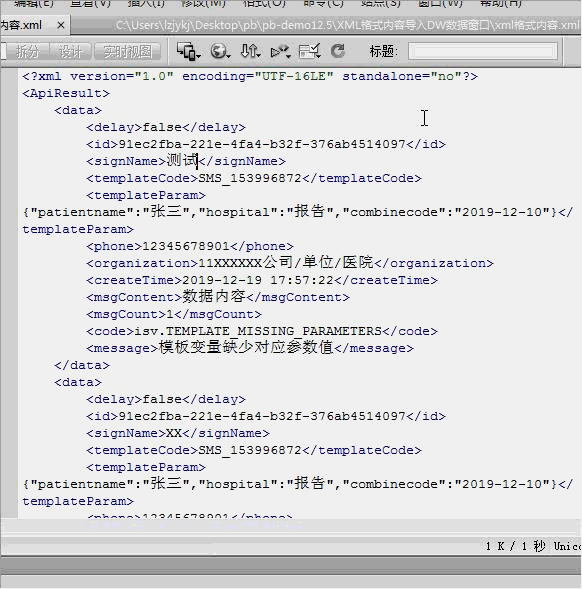 编辑(E) 查看(V) 插入(I) 修改(M) 格式(O) 命令(C) 站点(S) 窗口(W) 帮助(H)
内容.xml × C:\Users\lzjykj\Desktop\pb\pb-demo12.5\XML格式内容导入DW数据窗口\xml格式内容.xml
拆分 设计 实时视图 标题:
<?xml version="1.0" encoding="UTF-16LE" standalone="no"?>
<ApiResult>
<data>
<delay>false</delay>
<id>91ec2fba-221e-4fa4-b32f-376ab4514097</id>
<signName>测试</signName>
<templateCode>SMS_153996872</templateCode>
<templateParam>
{"patientname":"张三","hospital":"报告","combinecode":"2019-12-10"}</
templateParam>
<phone>12345678901</phone>
<organization>11XXXXXX公司/单位/医院</organization>
<createTime>2019-12-19 17:57:22</createTime>
<msgContent>数据内容</msgContent>
<msgCount>1</msgCount>
<code>isv.TEMPLATE_MISSING_PARAMETERS</code>
<message>模板变量缺少对应参数值</message>
</data>
<data>
<delay>false</delay>
<id>91ec2fba-221e-4fa4-b32f-376ab4514097</id>
<signName>XX</signName>
<templateCode>SMS_153996872</templateCode>
<templateParam>
{"patientname":"张三","hospital":"报告","combinecode":"2019-12-10"}</
templateParam>
<phone>12345678901</phone>
1 K / 1 秒 Unic